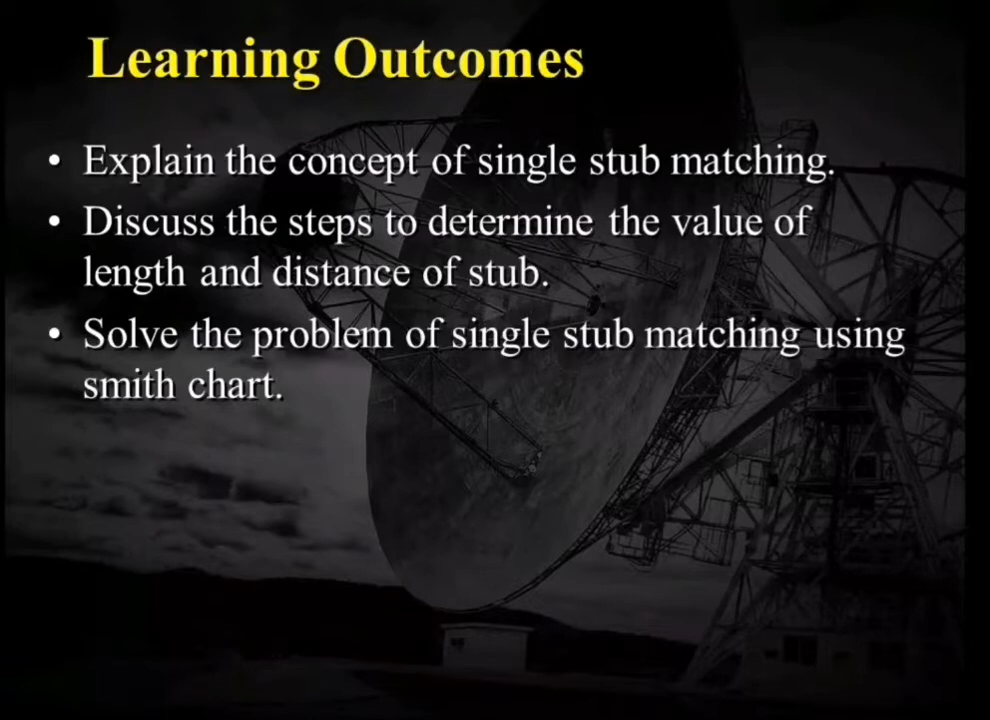 Learning Outcomes
• Explain the concept of single stub matching.
• Discuss the steps to determine the value of
length and distance of stub.
• Solve the problem of single stub matching using
smith chart.